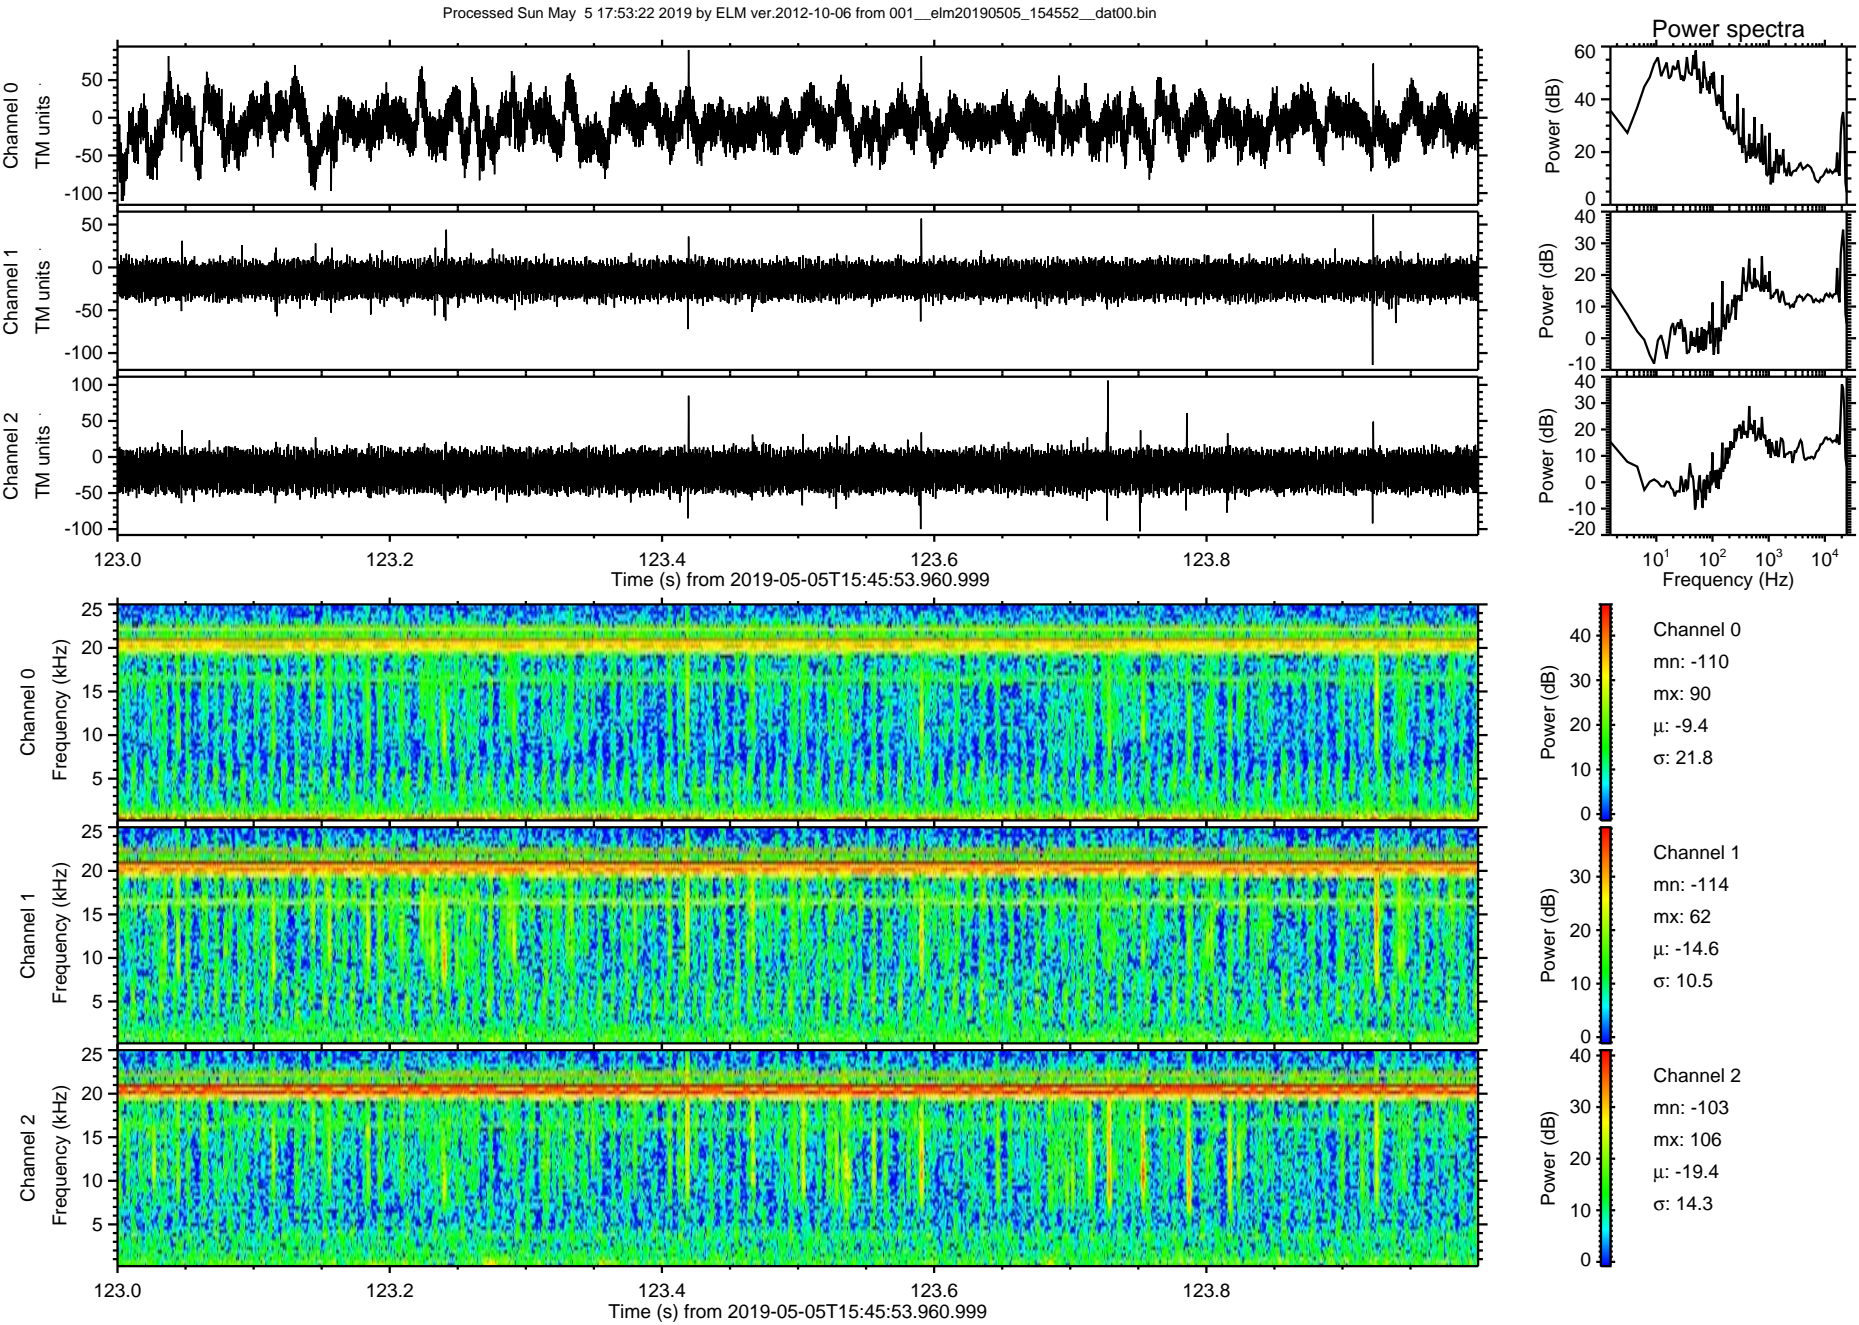 Processed Sun May  5 17:53:22 2019 by ELM ver.2012-10-06 from 001__elm20190505_154552__dat00.bin
Power spectra
Channel 0
TM units
50
0
-50
-100
Power (dB)
60
40
20
0
Channel 1
TM units
50
0
-50
-100
Power (dB)
40
30
20
10
0
-10
Channel 2
TM units
100
50
0
-50
-100
Power (dB)
40
30
20
10
0
-10
-20
123.0 123.2 123.4 123.6 123.8
Time (s) from 2019-05-05T15:45:53.960.999
10¹ 10² 10³ 10⁴
Frequency (Hz)
Channel 0
Frequency (kHz)
25
20
15
10
5
Power (dB)
40
30
20
10
0
Channel 0
mn: -110
mx: 90
μ: -9.4
σ: 21.8
Channel 1
Frequency (kHz)
25
20
15
10
5
Power (dB)
30
20
10
0
Channel 1
mn: -114
mx: 62
μ: -14.6
σ: 10.5
Channel 2
Frequency (kHz)
25
20
15
10
5
Power (dB)
40
30
20
10
0
Channel 2
mn: -103
mx: 106
μ: -19.4
σ: 14.3
123.0 123.2 123.4 123.6 123.8
Time (s) from 2019-05-05T15:45:53.960.999